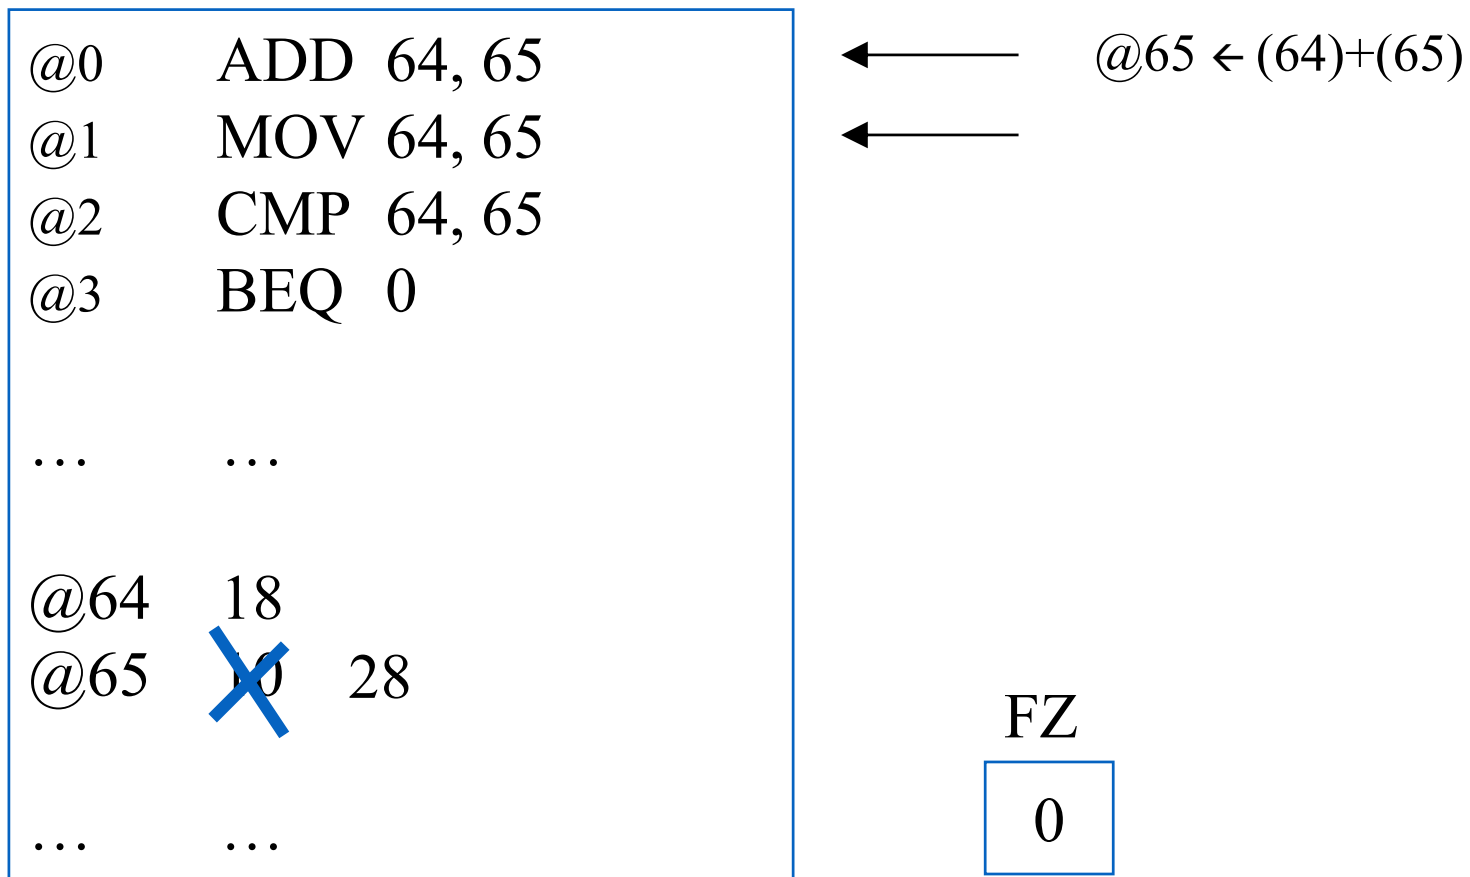 @0 ADD 64, 65 @65 ← (64)+(65)
@1 MOV 64, 65
@2 CMP 64, 65
@3 BEQ 0
… …
@64 18
@65 10 28
FZ
0
… …